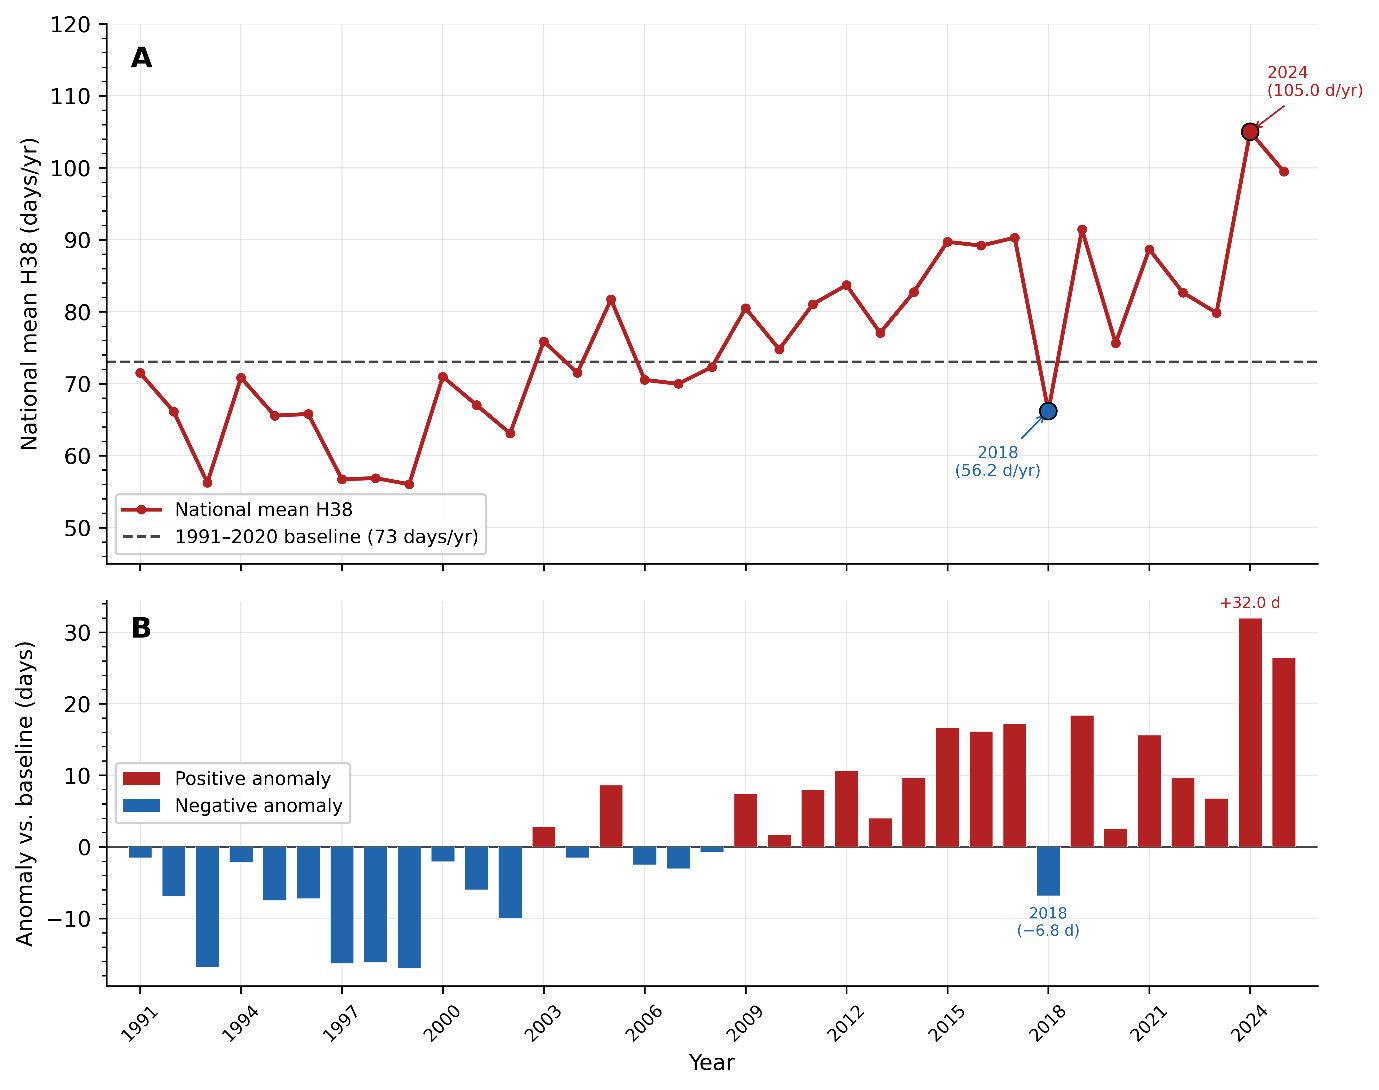 A
120
110
100
90
80
70
60
50
National mean H38 (days/yr)
2024
(105.0 d/yr)
2018
(56.2 d/yr)
National mean H38
1991–2020 baseline (73 days/yr)
B
30
20
10
0
−10
Anomaly vs. baseline (days)
+32.0 d
Positive anomaly
Negative anomaly
2018
(−6.8 d)
1991
1994
1997
2000
2003
2006
2009
2012
2015
2018
2021
2024
Year